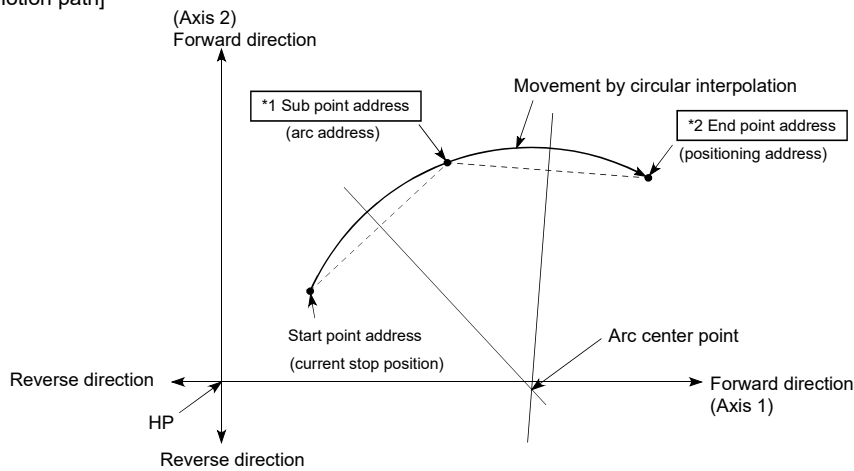 (Axis 2)
Forward direction
Movement by circular interpolation
*1 Sub point address
(arc address)
*2 End point address
(positioning address)
Start point address
(current stop position)
Arc center point
Reverse direction
Forward direction
(Axis 1)
HP
Reverse direction